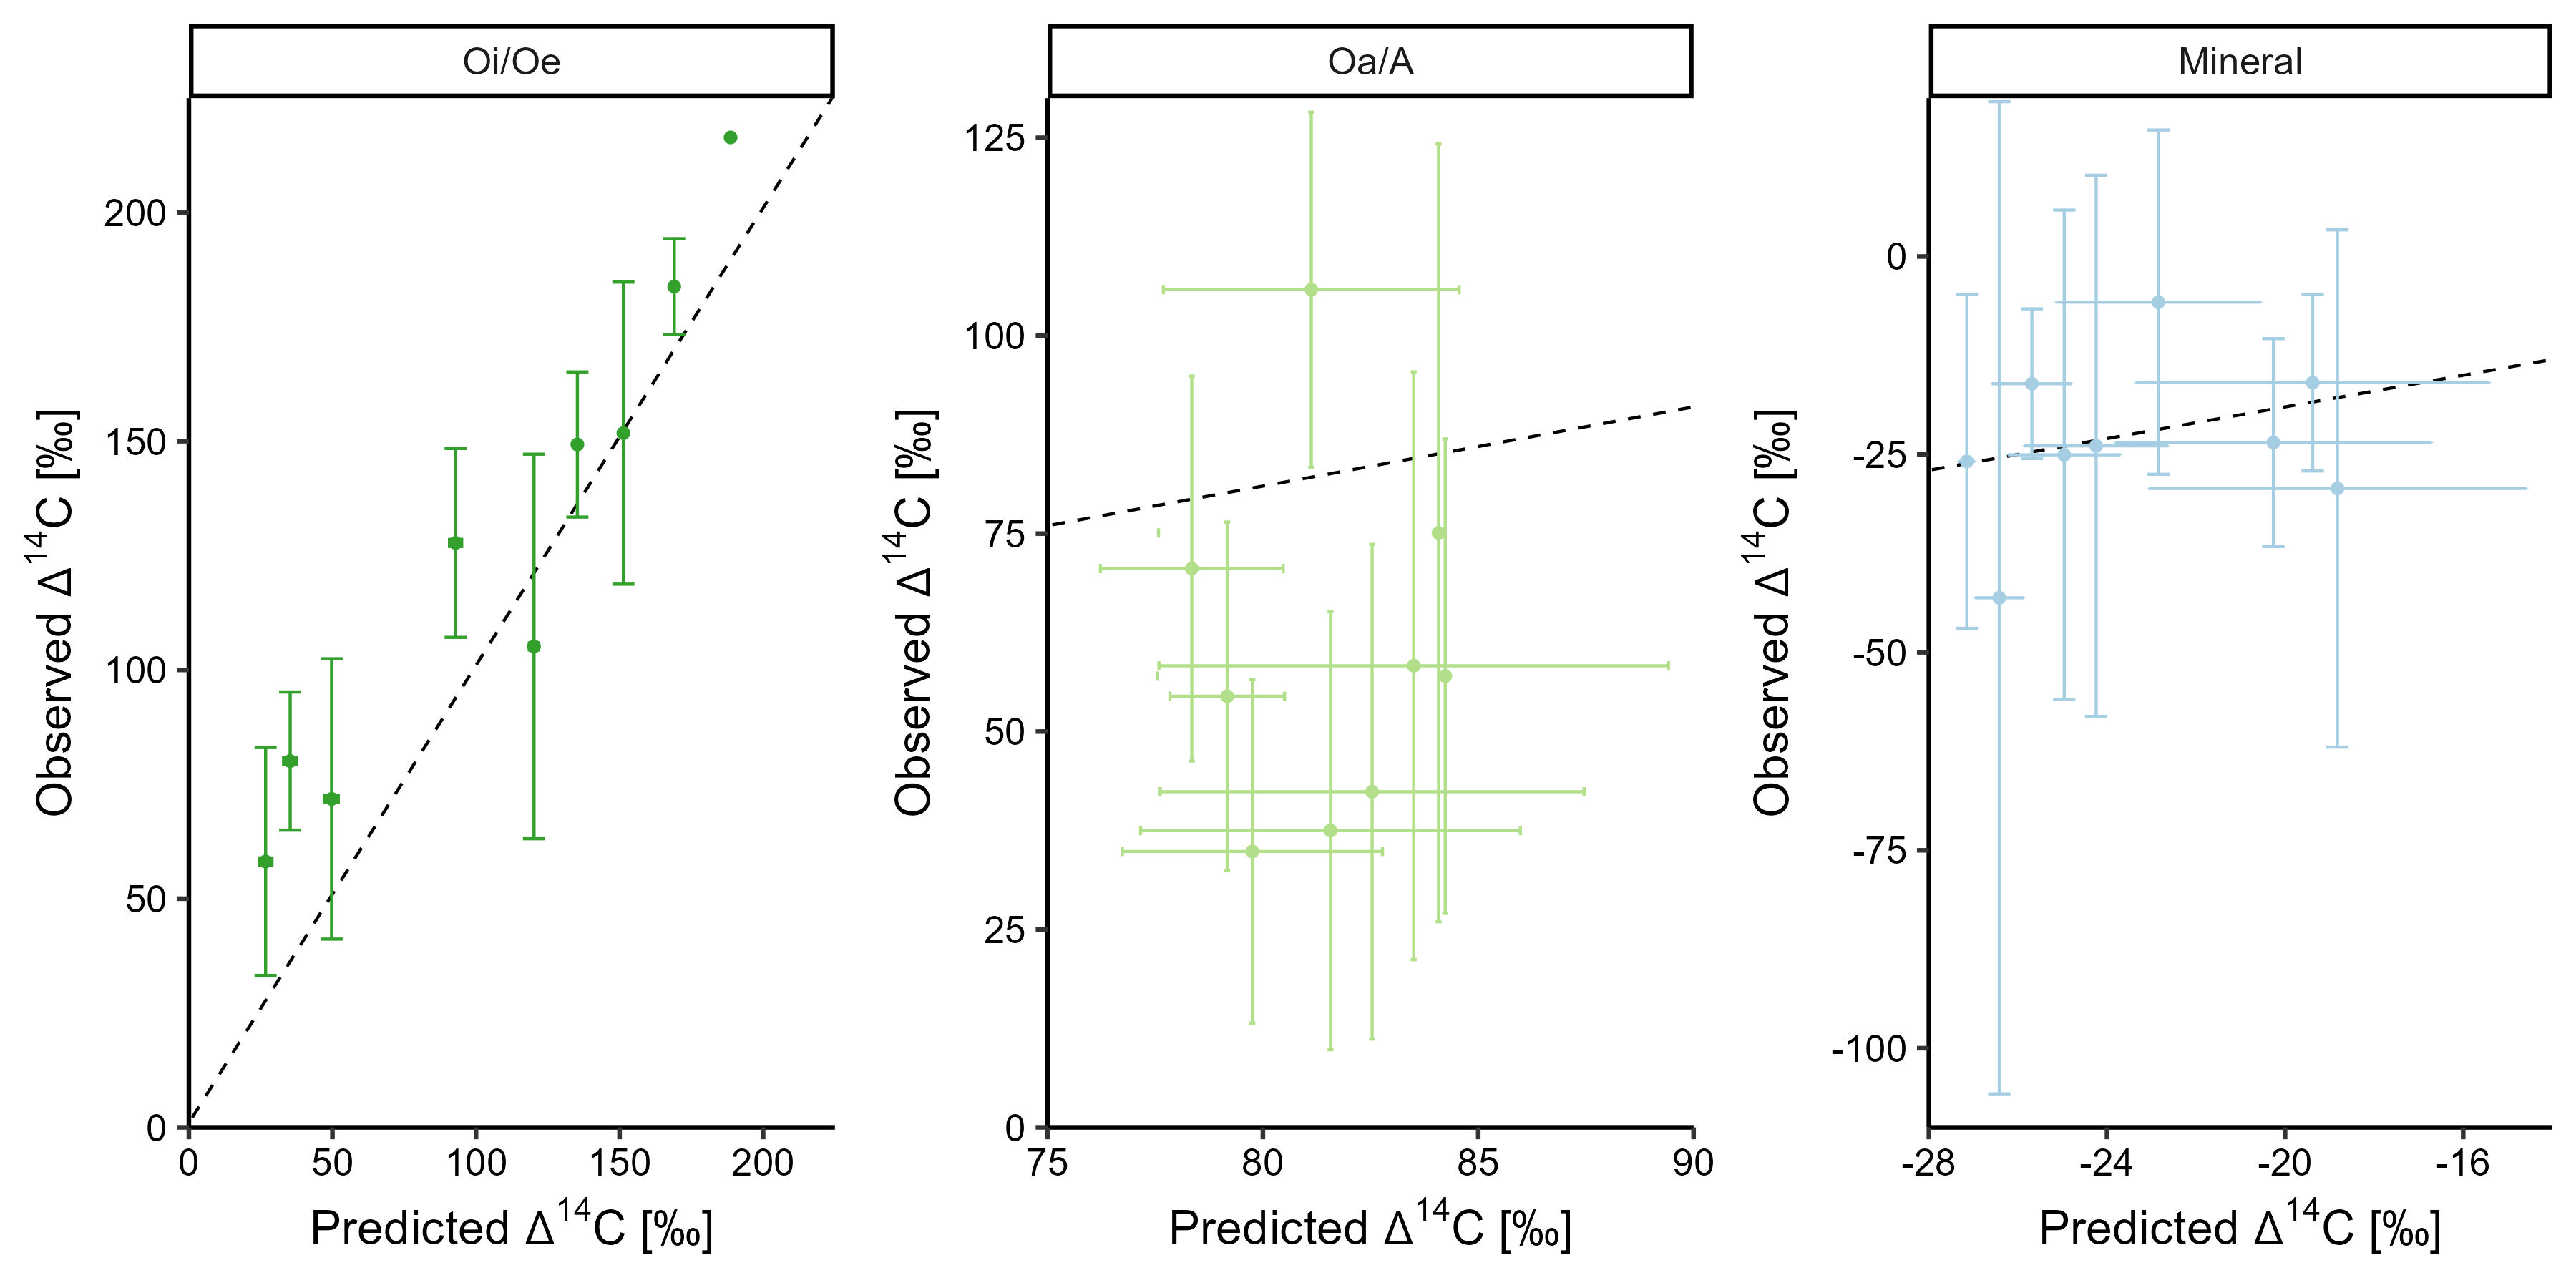 Oi/Oe
Oa/A
Mineral
Observed Δ¹⁴C [‰]
200
150
100
50
0
0 50 100 150 200
Predicted Δ¹⁴C [‰]
Observed Δ¹⁴C [‰]
125
100
75
50
25
0
75 80 85 90
Predicted Δ¹⁴C [‰]
Observed Δ¹⁴C [‰]
0
-25
-50
-75
-100
-28 -24 -20 -16
Predicted Δ¹⁴C [‰]